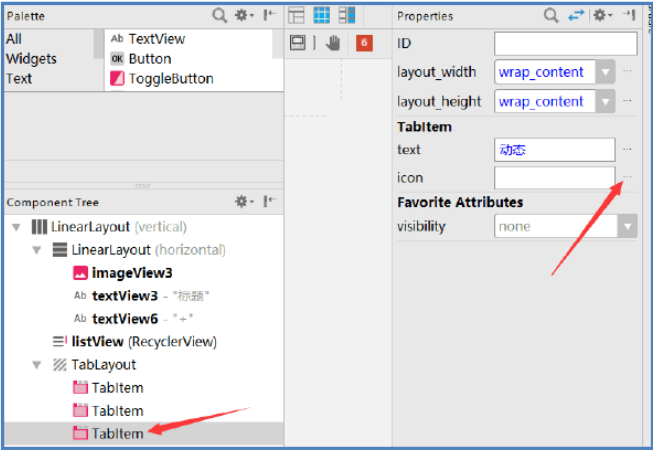 Palette
All
Widgets
Text
Ab TextView
OK Button
ToggleButton
Component Tree
LinearLayout (vertical)
LinearLayout (horizontal)
imageView3
Ab textView3 - "标题"
Ab textView6 - "+"
listView (RecyclerView)
TabLayout
TabItem
TabItem
TabItem
6
Properties
ID
layout_width wrap_content ...
layout_height wrap_content ...
TabItem
text 动态 ...
icon ...
Favorite Attributes
visibility none